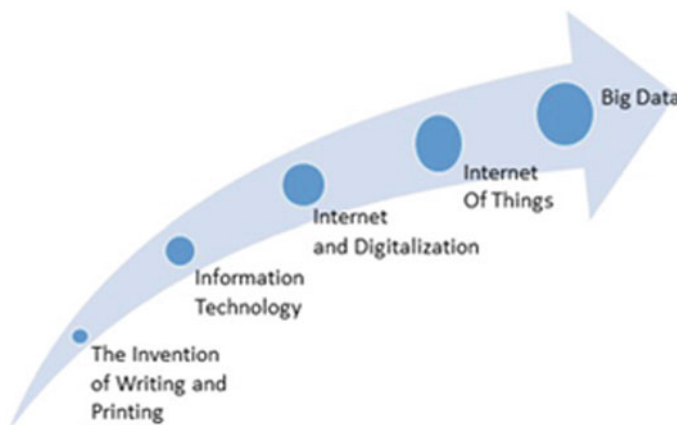 Big Data
Internet
Of Things
Internet
and Digitalization
Information
Technology
The Invention
of Writing and
Printing